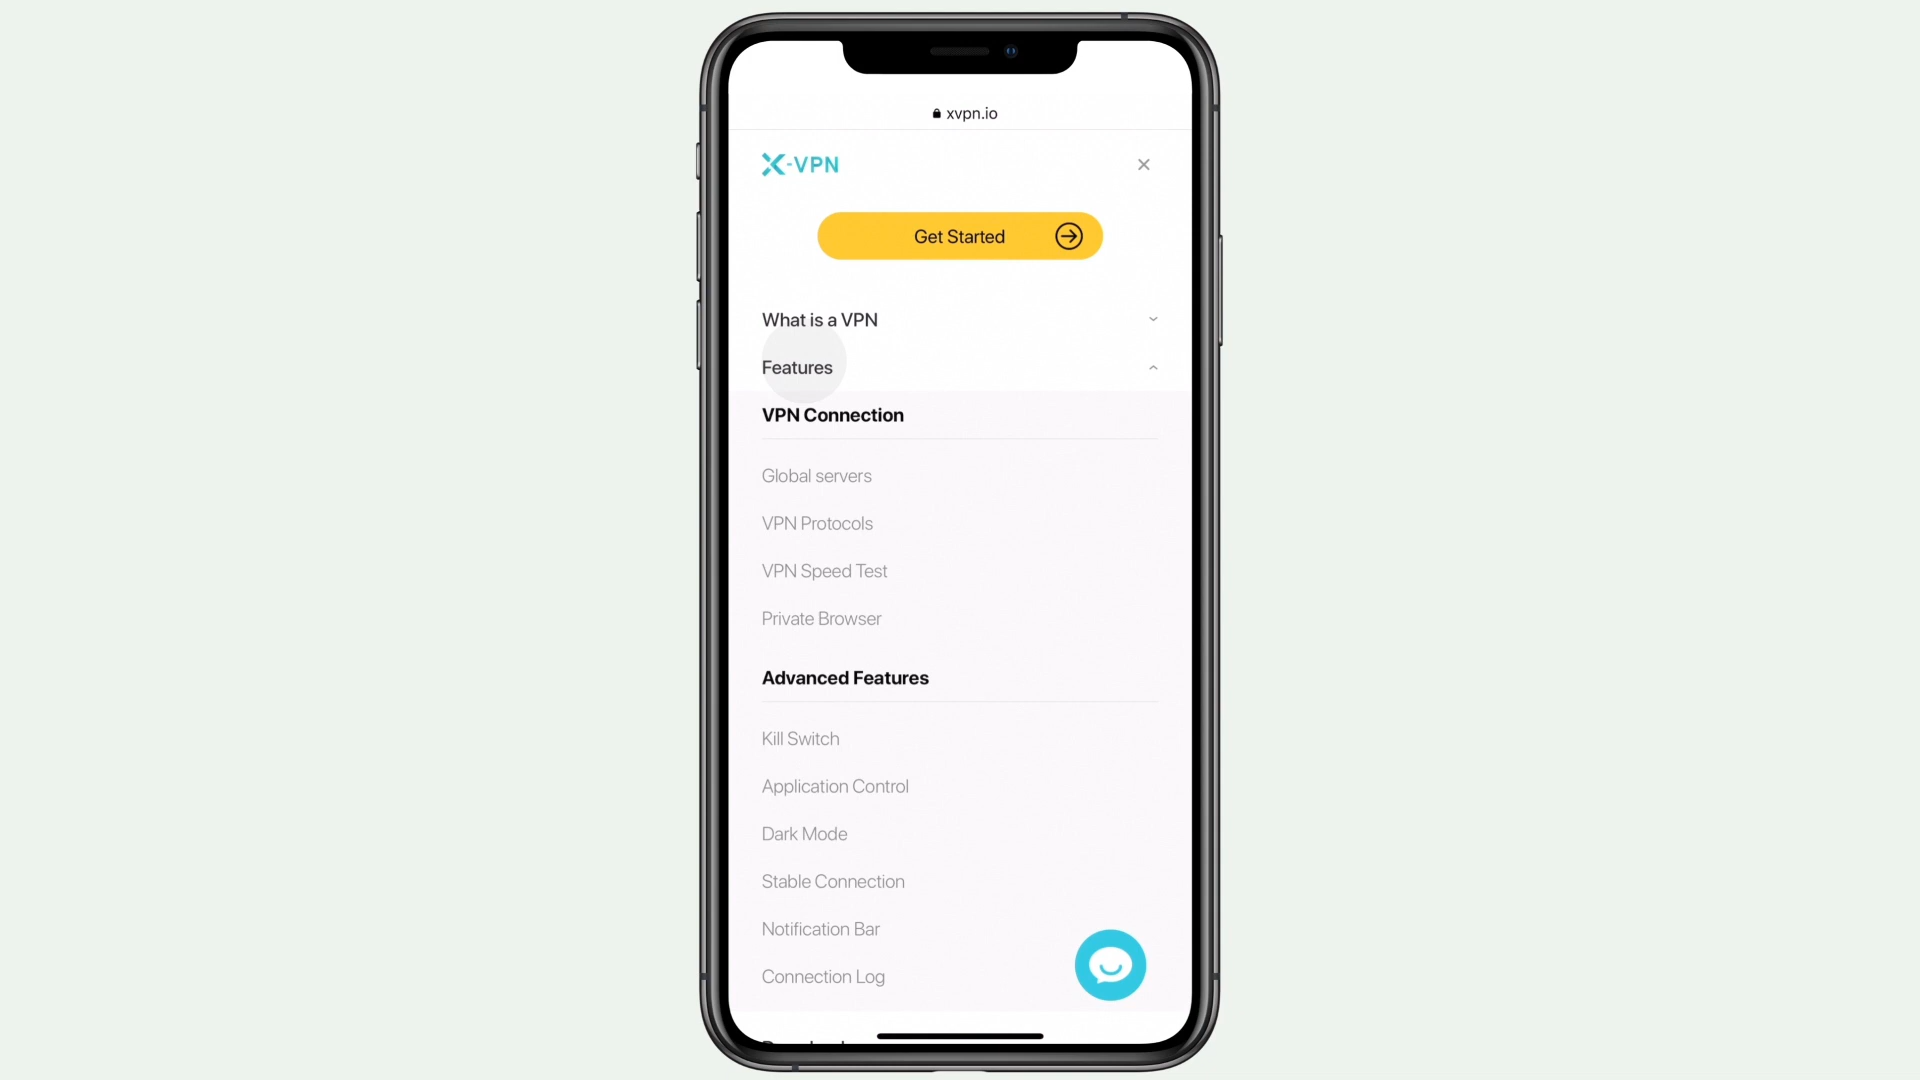 xvpn.io
X-VPN
Get Started
What is a VPN
Features
VPN Connection
Global servers
VPN Protocols
VPN Speed Test
Private Browser
Advanced Features
Kill Switch
Application Control
Dark Mode
Stable Connection
Notification Bar
Connection Log